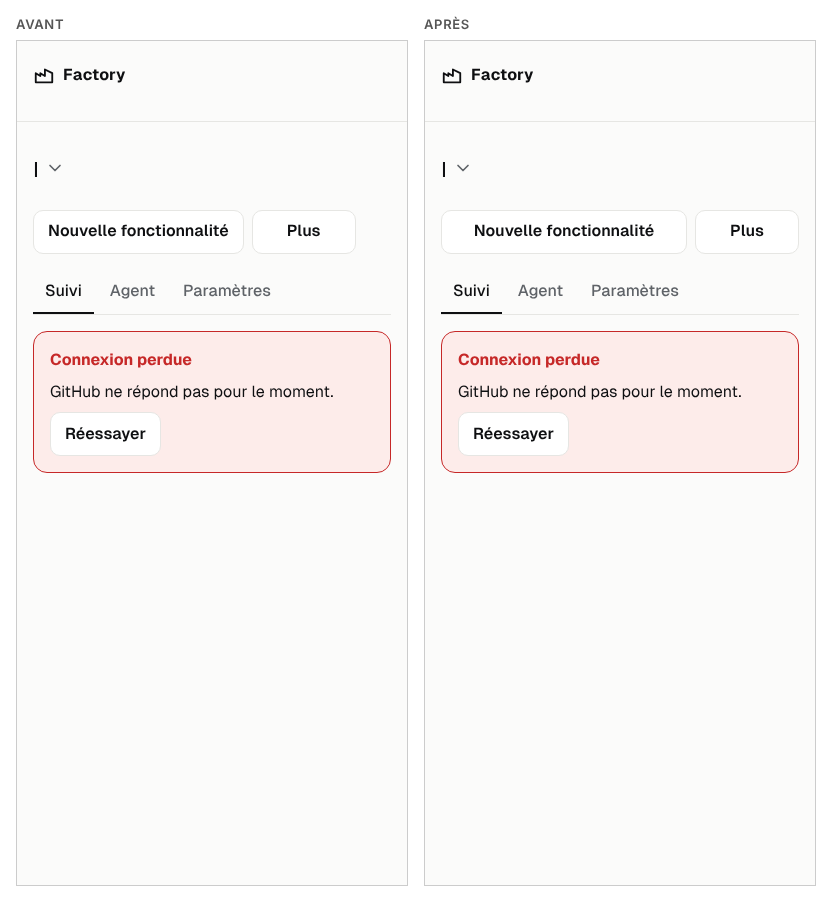 AVANT
Factory
Nouvelle fonctionnalité Plus
Suivi Agent Paramètres
Connexion perdue
GitHub ne répond pas pour le moment.
Réessayer
APRÈS
Factory
Nouvelle fonctionnalité Plus
Suivi Agent Paramètres
Connexion perdue
GitHub ne répond pas pour le moment.
Réessayer